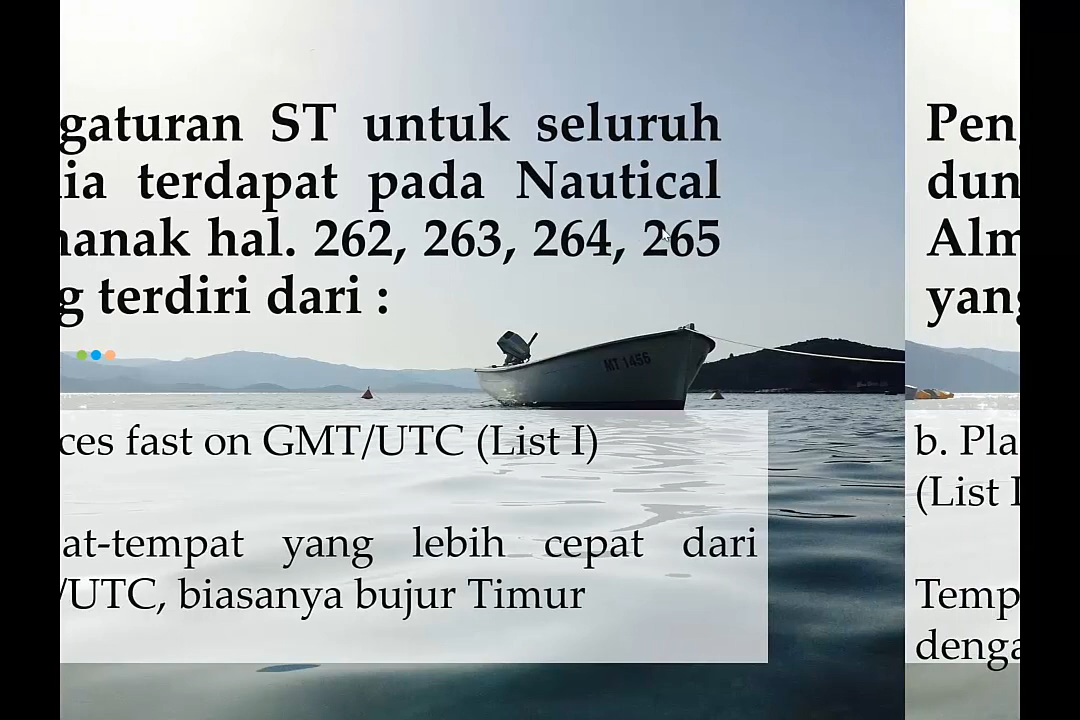 gaturan ST untuk seluruh
ia terdapat pada Nautical
anak hal. 262, 263, 264, 265
g terdiri dari :
MT 1456
ces fast on GMT/UTC (List I)
at-tempat yang lebih cepat dari
/UTC, biasanya bujur Timur
Pen
dun
Alm
yang
b. Pla
(List I
Temp
denga